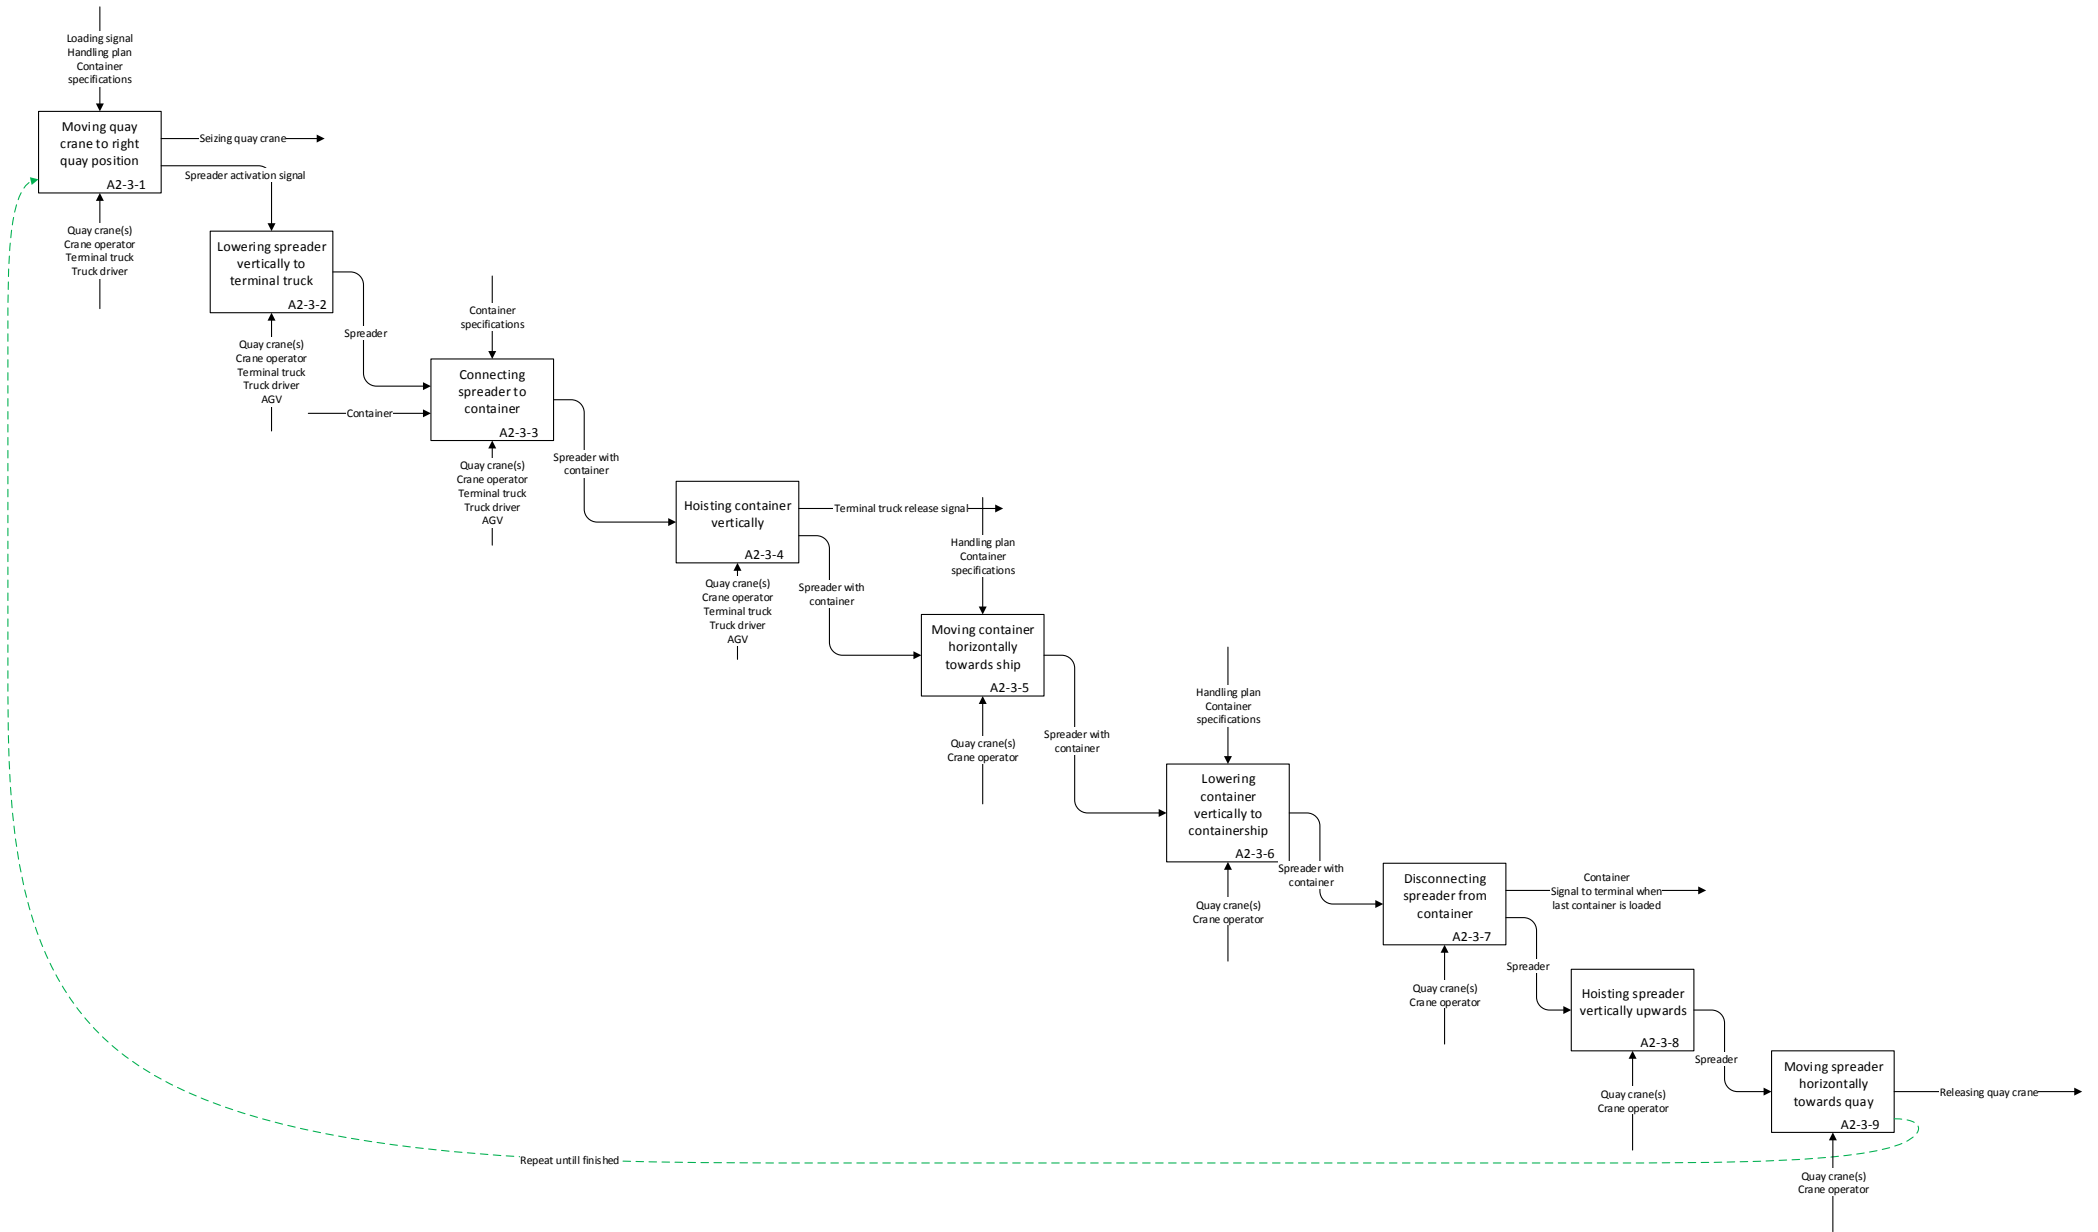 Loading signal
Handling plan
Container
specifications
Moving quay
crane to right
quay position
A2-3-1
Seizing quay crane
Spreader activation signal
Quay crane(s)
Crane operator
Terminal truck
Truck driver
Lowering spreader
vertically to
terminal truck
A2-3-2
Spreader
Quay crane(s)
Crane operator
Terminal truck
Truck driver
AGV
Container
specifications
Container
Connecting
spreader to
container
A2-3-3
Quay crane(s)
Crane operator
Terminal truck
Truck driver
AGV
Spreader with
container
Hoisting container
vertically
A2-3-4
Terminal truck release signal
Quay crane(s)
Crane operator
Terminal truck
Truck driver
AGV
Spreader with
container
Handling plan
Container
specifications
Moving container
horizontally
towards ship
A2-3-5
Quay crane(s)
Crane operator
Spreader with
container
Handling plan
Container
specifications
Lowering
container
vertically to
containership
A2-3-6
Quay crane(s)
Crane operator
Spreader with
container
Disconnecting
spreader from
container
A2-3-7
Container
Signal to terminal when
last container is loaded
Quay crane(s)
Crane operator
Spreader
Hoisting spreader
vertically upwards
A2-3-8
Quay crane(s)
Crane operator
Spreader
Moving spreader
horizontally
towards quay
A2-3-9
Releasing quay crane
Quay crane(s)
Crane operator
Repeat untill finished